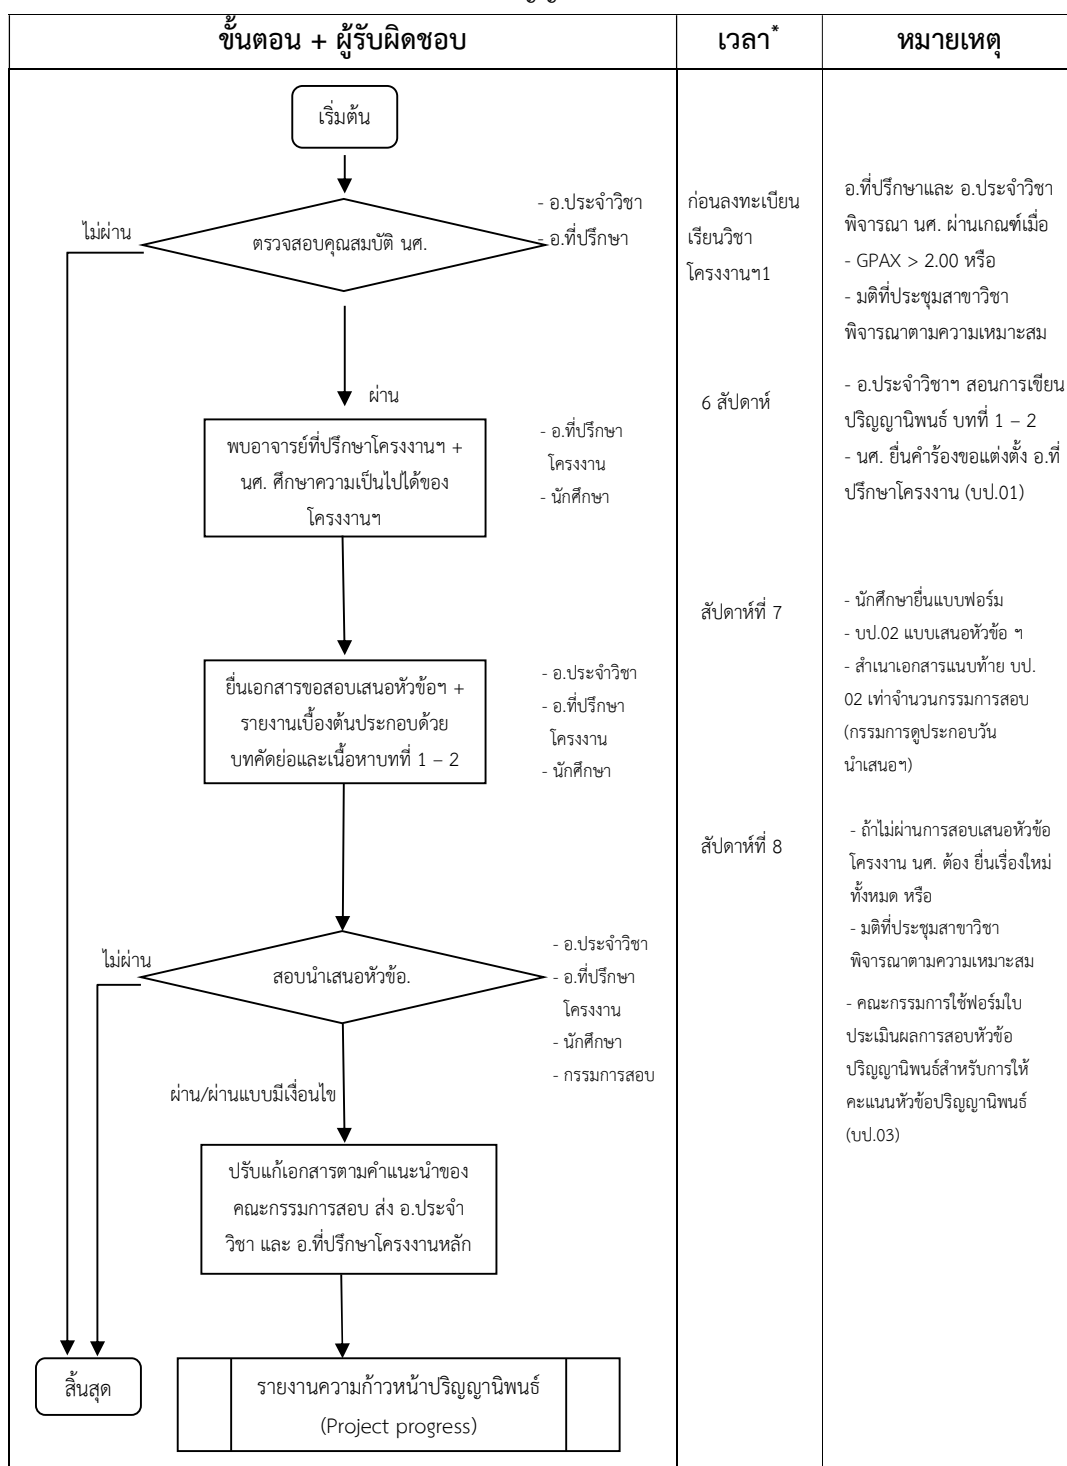 ขั้นตอน + ผู้รับผิดชอบ
เวลา*
หมายเหตุ
เริ่มต้น
ไม่ผ่าน
ตรวจสอบคุณสมบัติ นศ.
- อ.ประจำวิชา
- อ.ที่ปรึกษา
ก่อนลงทะเบียน
เรียนวิชา
โครงงานฯ1
อ.ที่ปรึกษาและ อ.ประจำวิชา
พิจารณา นศ. ผ่านเกณฑ์เมื่อ
- GPAX > 2.00 หรือ
- มติที่ประชุมสาขาวิชา
พิจารณาตามความเหมาะสม
ผ่าน
พบอาจารย์ที่ปรึกษาโครงงานฯ +
นศ. ศึกษาความเป็นไปได้ของ
โครงงานฯ
- อ.ที่ปรึกษา
โครงงาน
- นักศึกษา
6 สัปดาห์
- อ.ประจำวิชาฯ สอนการเขียน
ปริญญานิพนธ์ บทที่ 1 – 2
- นศ. ยื่นคำร้องขอแต่งตั้ง อ.ที่
ปรึกษาโครงงาน (บป.01)
ยื่นเอกสารขอสอบเสนอหัวข้อฯ +
รายงานเบื้องต้นประกอบด้วย
บทคัดย่อและเนื้อหาบทที่ 1 – 2
- อ.ประจำวิชา
- อ.ที่ปรึกษา
โครงงาน
- นักศึกษา
สัปดาห์ที่ 7
- นักศึกษายื่นแบบฟอร์ม
- บป.02 แบบเสนอหัวข้อ ฯ
- สำเนาเอกสารแนบท้าย บป.
02 เท่าจำนวนกรรมการสอบ
(กรรมการดูประกอบวัน
นำเสนอฯ)
ไม่ผ่าน
สอบนำเสนอหัวข้อ.
- อ.ประจำวิชา
- อ.ที่ปรึกษา
โครงงาน
- นักศึกษา
- กรรมการสอบ
สัปดาห์ที่ 8
- ถ้าไม่ผ่านการสอบเสนอหัวข้อ
โครงงาน นศ. ต้อง ยื่นเรื่องใหม่
ทั้งหมด หรือ
- มติที่ประชุมสาขาวิชา
พิจารณาตามความเหมาะสม
- คณะกรรมการใช้ฟอร์มใบ
ประเมินผลการสอบหัวข้อ
ปริญญานิพนธ์สำหรับการให้
คะแนนหัวข้อปริญญานิพนธ์
(บป.03)
ผ่าน/ผ่านแบบมีเงื่อนไข
ปรับแก้เอกสารตามคำแนะนำของ
คณะกรรมการสอบ ส่ง อ.ประจำ
วิชา และ อ.ที่ปรึกษาโครงงานหลัก
สิ้นสุด
รายงานความก้าวหน้าปริญญานิพนธ์
(Project progress)